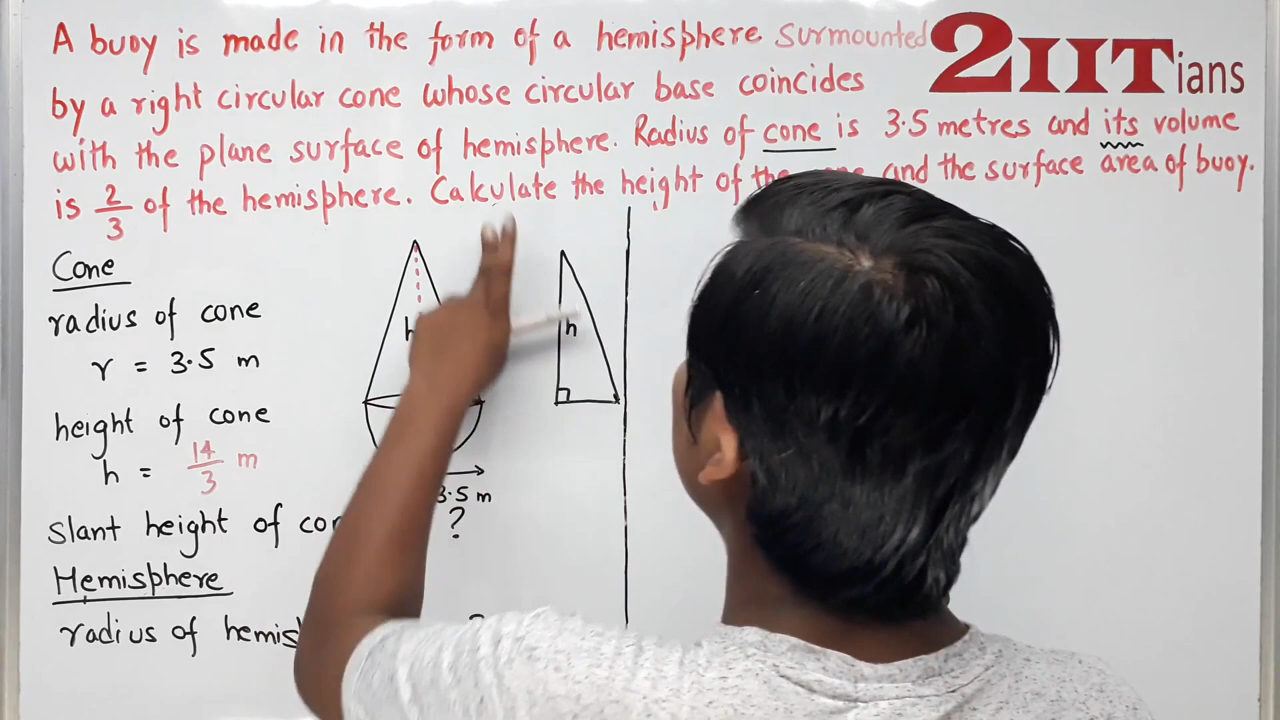 A buoy is made in the form of a hemisphere surmounted
by a right circular cone whose circular base coincides
with the plane surface of hemisphere. Radius of cone is 3.5 metres and its volume
is 2/3 of the hemisphere. Calculate the height of the and the surface area of buoy.
2IITians
Cone
radius of cone
r = 3.5 m
height of cone
h = 14/3 m
Slant height of ?
Hemisphere
radius of
h
3.5 m
h